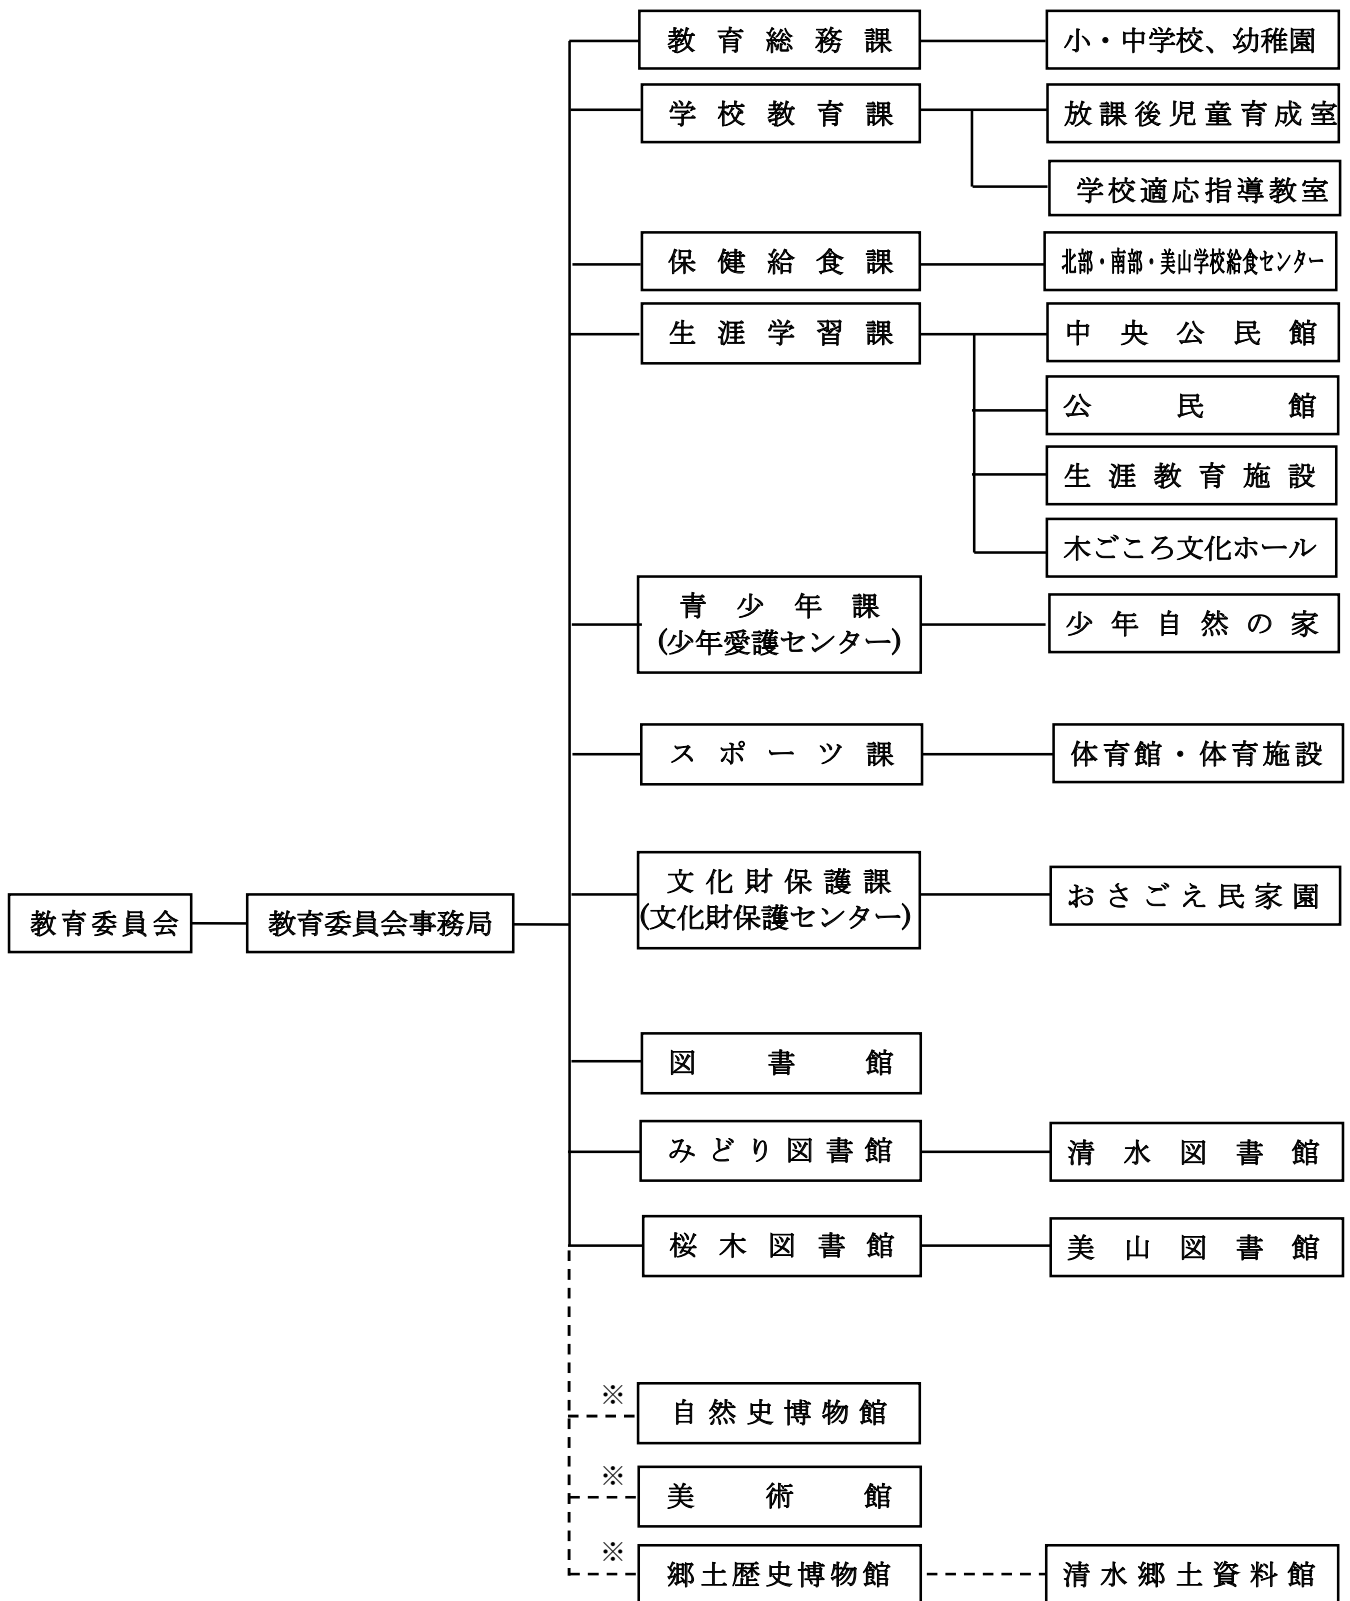 教育総務課
小・中学校、幼稚園
学校教育課
放課後児童育成室
学校適応指導教室
保健給食課
北部・南部・美山学校給食センター
生涯学習課
中央公民館
公民館
生涯教育施設
木ごころ文化ホール
青少年課
(少年愛護センター)
少年自然の家
スポーツ課
体育館・体育施設
文化財保護課
(文化財保護センター)
おさごえ民家園
教育委員会
教育委員会事務局
図書館
みどり図書館
清水図書館
桜木図書館
美山図書館
※
自然史博物館
※
美術館
※
郷土歴史博物館
清水郷土資料館